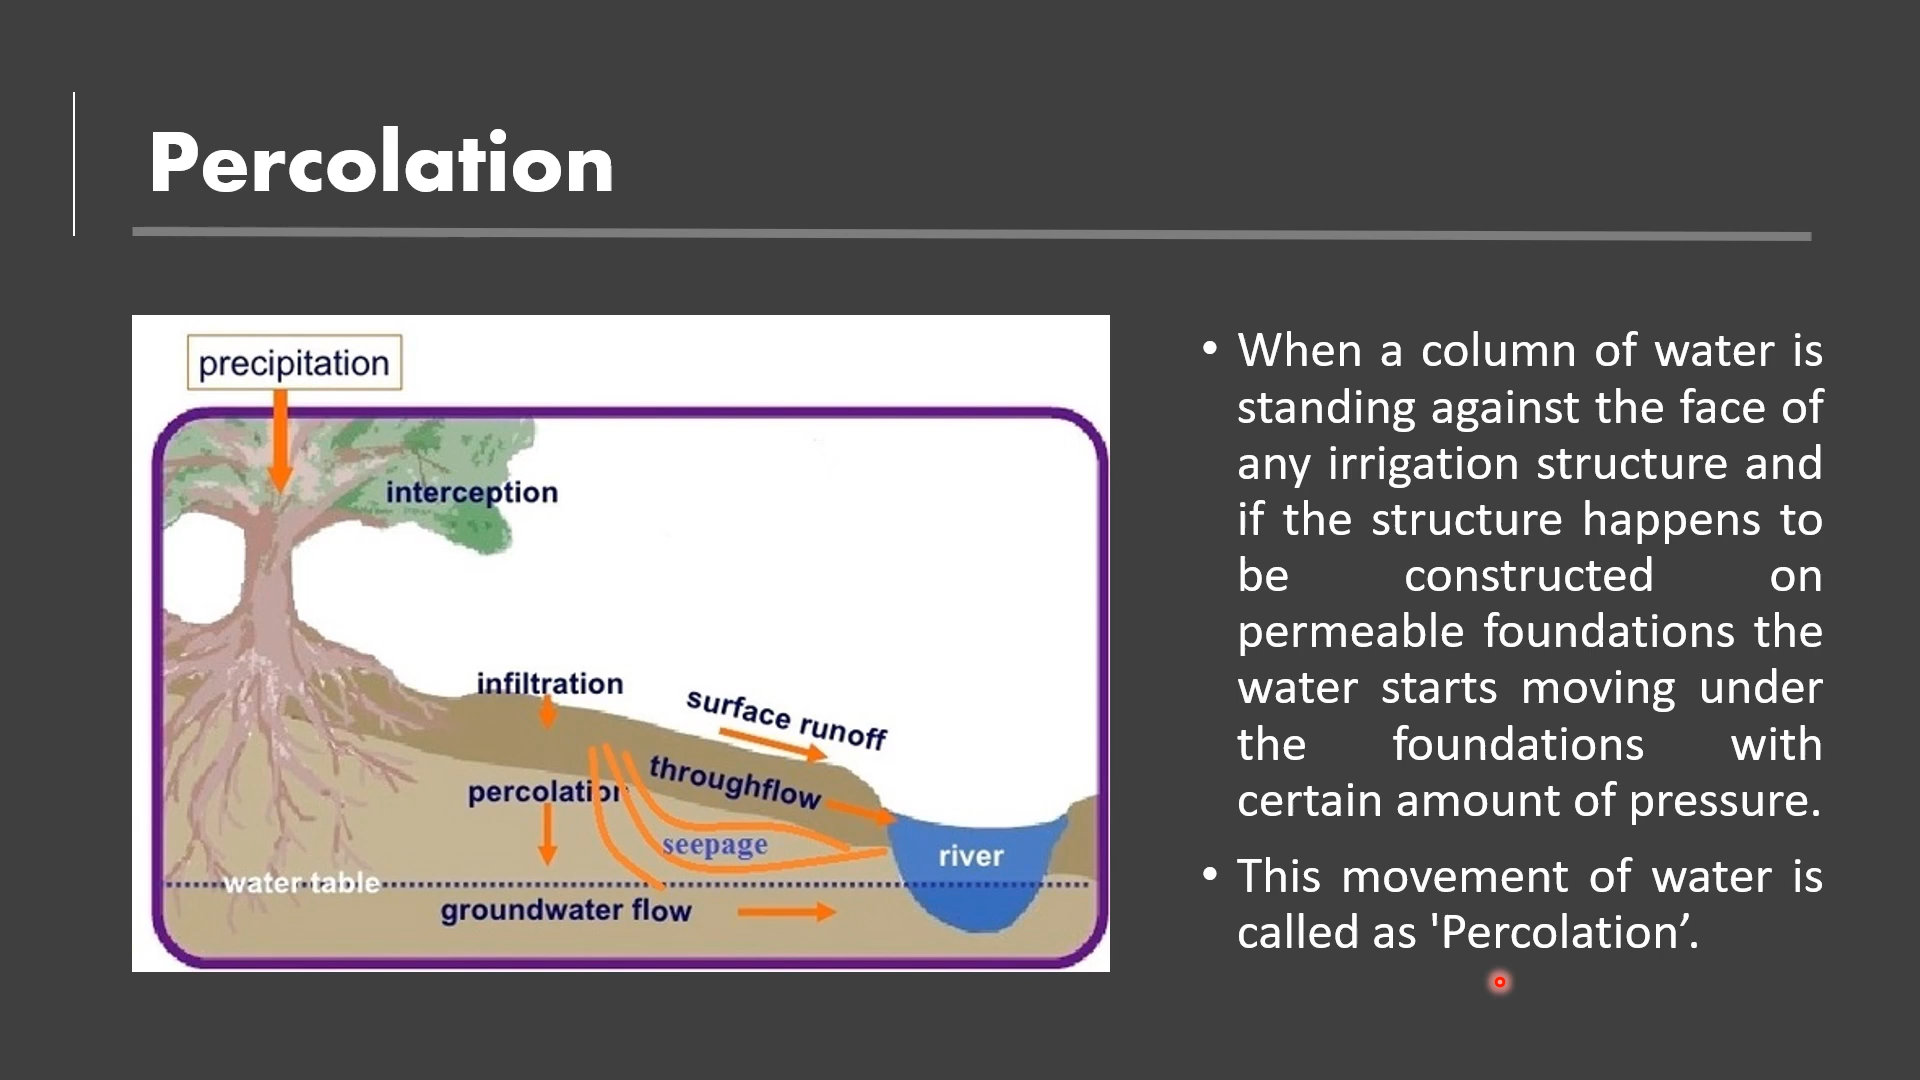 Percolation
precipitation
interception
infiltration
surface runoff
throughflow
percolation
seepage
river
water table
groundwater flow
• When a column of water is
standing against the face of
any irrigation structure and
if the structure happens to
be constructed on
permeable foundations the
water starts moving under
the foundations with
certain amount of pressure.
• This movement of water is
called as 'Percolation’.